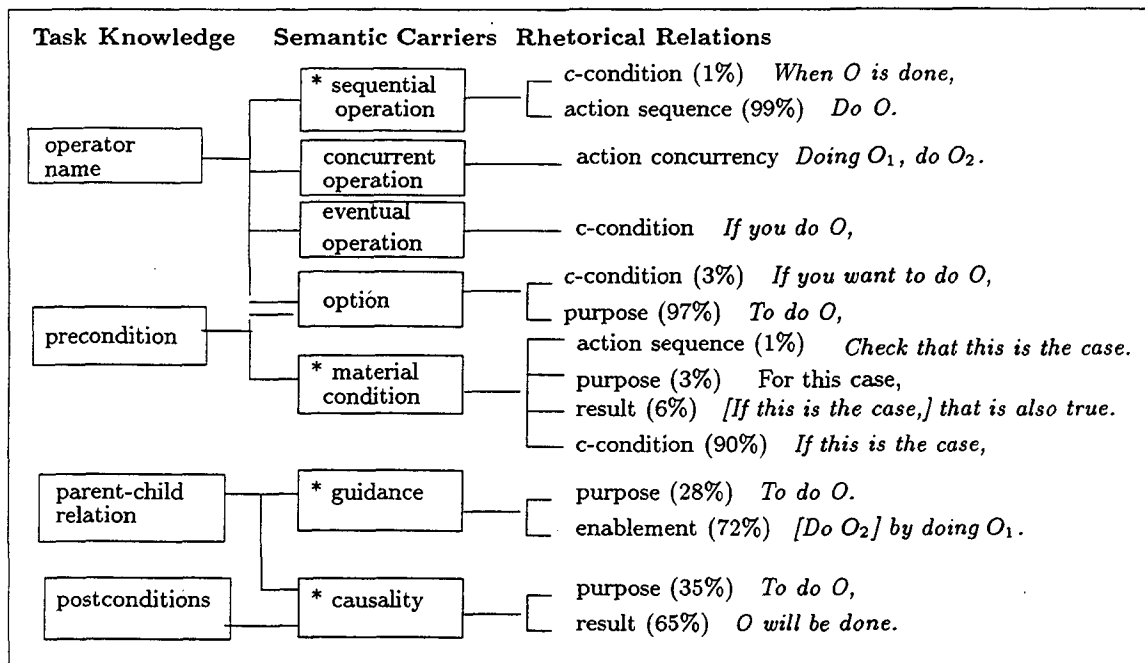 Task Knowledge Semantic Carriers Rhetorical Relations
* sequential operation
c-condition (1%) When O is done,
action sequence (99%) Do O.
operator name
concurrent operation
action concurrency Doing O₁, do O₂.
eventual operation
c-condition If you do O,
option
c-condition (3%) If you want to do O,
purpose (97%) To do O,
precondition
* material condition
action sequence (1%) Check that this is the case.
purpose (3%) For this case,
result (6%) [If this is the case,] that is also true.
c-condition (90%) If this is the case,
parent-child relation
* guidance
purpose (28%) To do O.
enablement (72%) [Do O₂] by doing O₁.
postconditions
* causality
purpose (35%) To do O,
result (65%) O will be done.